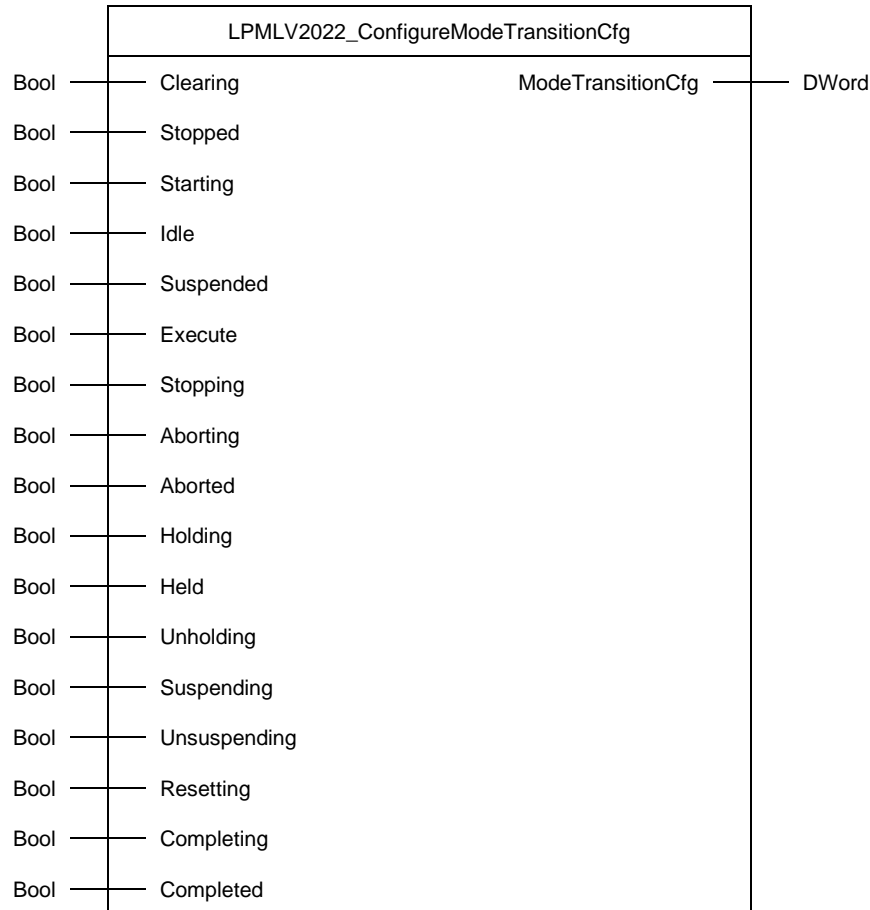 LPMLV2022_ConfigureModeTransitionCfg
Bool Clearing ModeTransitionCfg DWord
Bool Stopped
Bool Starting
Bool Idle
Bool Suspended
Bool Execute
Bool Stopping
Bool Aborting
Bool Aborted
Bool Holding
Bool Held
Bool Unholding
Bool Suspending
Bool Unsuspending
Bool Resetting
Bool Completing
Bool Completed